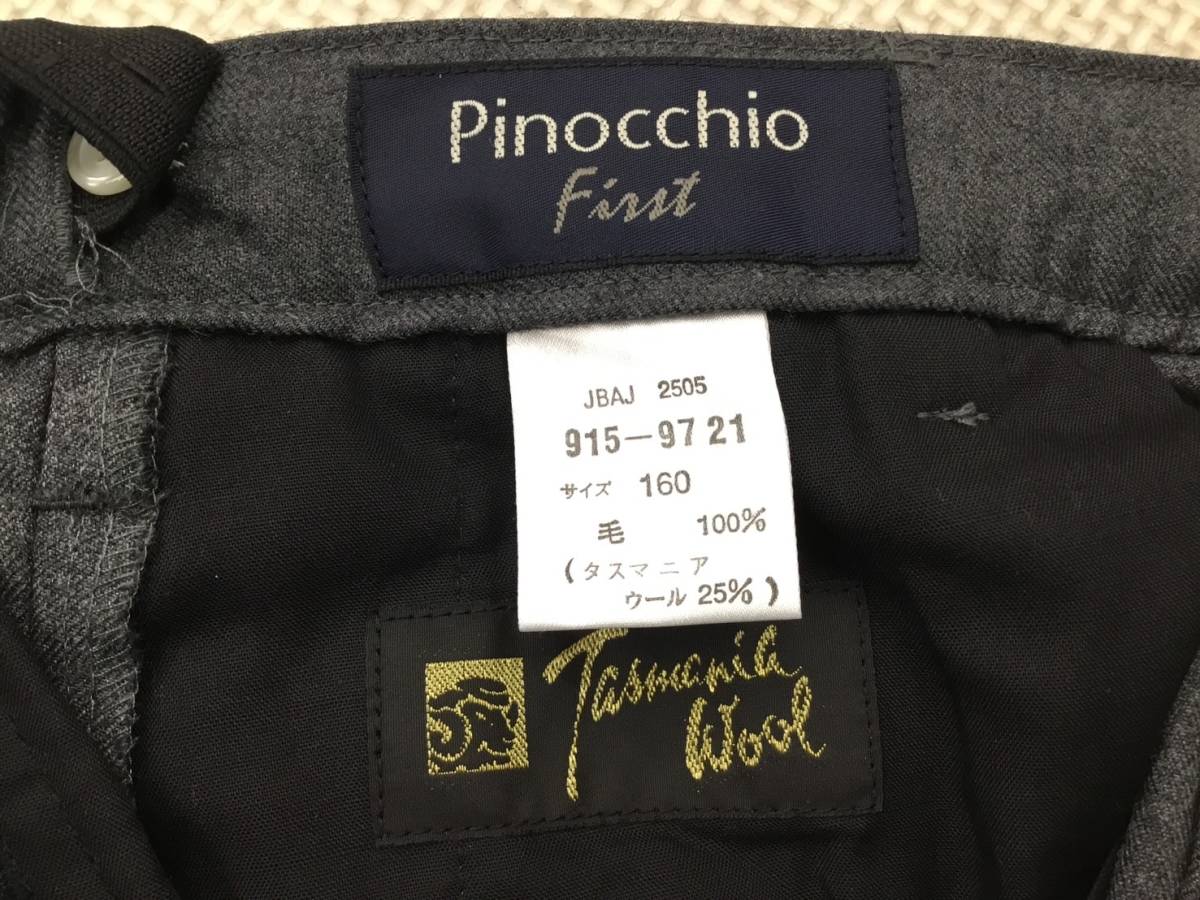 Pinocchio
First
JBAJ 2505
915-97 21
サイズ 160
毛 100%
(タスマニア
ウール 25%)
Tasmania
Wool